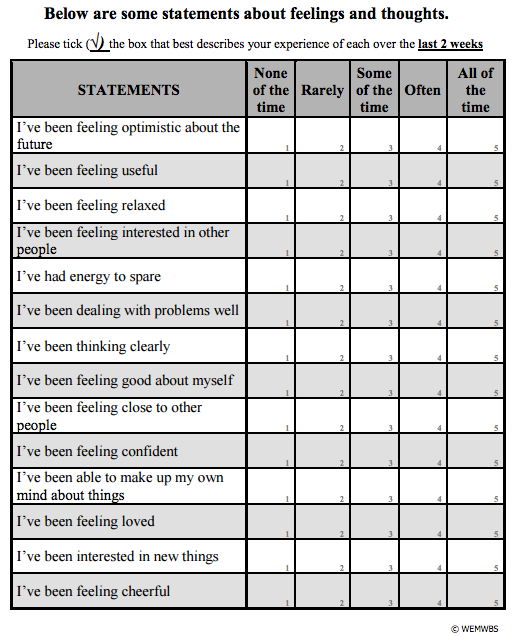 Below are some statements about feelings and thoughts.
Please tick (√) the box that best describes your experience of each over the last 2 weeks
STATEMENTS
None of the time
Rarely
Some of the time
Often
All of the time
I've been feeling optimistic about the
future
1 2 3 4 5
I've been feeling useful
1 2 3 4 5
I've been feeling relaxed
1 2 3 4 5
I've been feeling interested in other
people
1 2 3 4 5
I've had energy to spare
1 2 3 4 5
I've been dealing with problems well
1 2 3 4 5
I've been thinking clearly
1 2 3 4 5
I've been feeling good about myself
1 2 3 4 5
I've been feeling close to other
people
1 2 3 4 5
I've been feeling confident
1 2 3 4 5
I've been able to make up my own
mind about things
1 2 3 4 5
I've been feeling loved
1 2 3 4 5
I've been interested in new things
1 2 3 4 5
I've been feeling cheerful
1 2 3 4 5
© WEMWBS